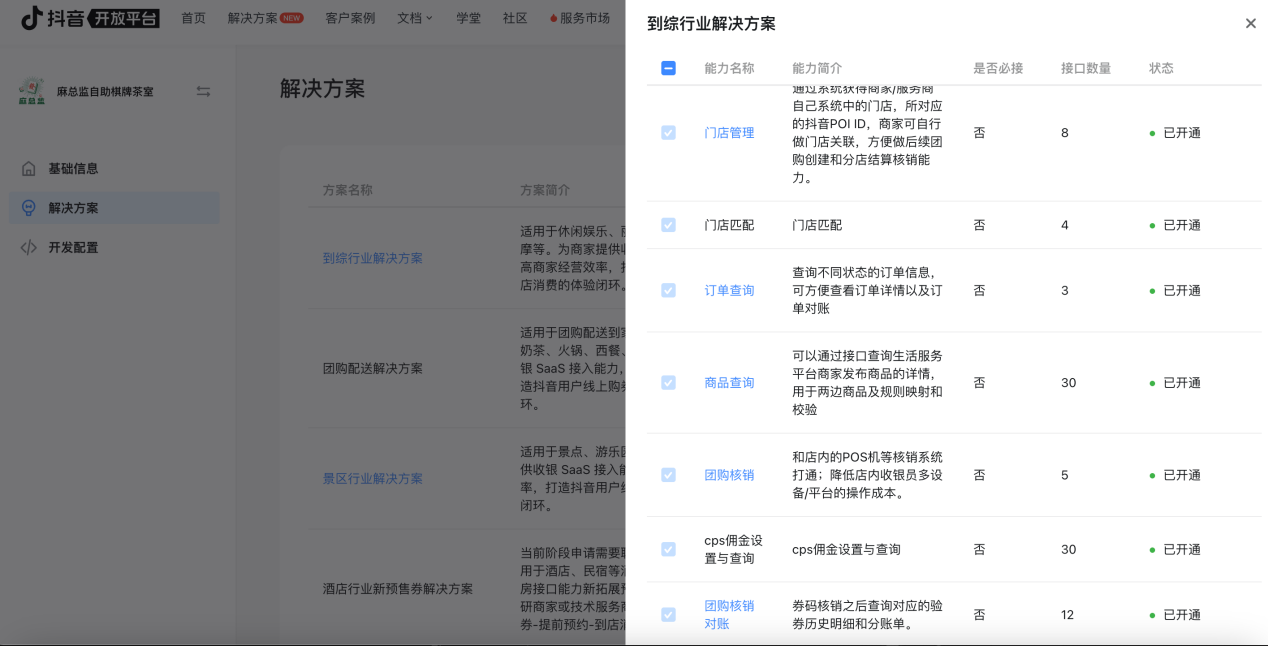 抖音 开放平台
首页
解决方案 NEW
客户案例
文档
学堂
社区
服务市场
麻总监
麻总监自助棋牌茶室
基础信息
解决方案
开发配置
解决方案
方案名称
方案简介
到综行业解决方案
适用于休闲娱乐、
摩等。为商家提供
高商家经营效率，
店消费的体验闭环。
团购配送解决方案
适用于团购配送到
奶茶、火锅、西餐、
银 SaaS 接入能力，
造抖音用户线上购
环。
景区行业解决方案
适用于景点、游乐
供收银 SaaS 接入
率，打造抖音用户
闭环。
酒店行业新预售券解决方案
当前阶段申请需要
用于酒店、民宿等
房接口能力新拓展
研商家或技术服务
券-提前预约-到店
到综行业解决方案
能力名称
能力简介
是否必接
接口数量
状态
门店管理
通过系统获得商家/服务商
自己系统中的门店，所对应
的抖音POI ID，商家可自行
做门店关联，方便做后续团
购创建和分店结算核销能
力。
否
8
已开通
门店匹配
门店匹配
否
4
已开通
订单查询
查询不同状态的订单信息，
可方便查看订单详情以及订
单对账
否
3
已开通
商品查询
可以通过接口查询生活服务
平台商家发布商品的详情，
用于两边商品及规则映射和
校验
否
30
已开通
团购核销
和店内的POS机等核销系统
打通；降低店内收银员多设
备/平台的操作成本。
否
5
已开通
cps佣金设
置与查询
cps佣金设置与查询
否
30
已开通
团购核销
对账
券码核销之后查询对应的验
券历史明细和分账单。
否
12
已开通